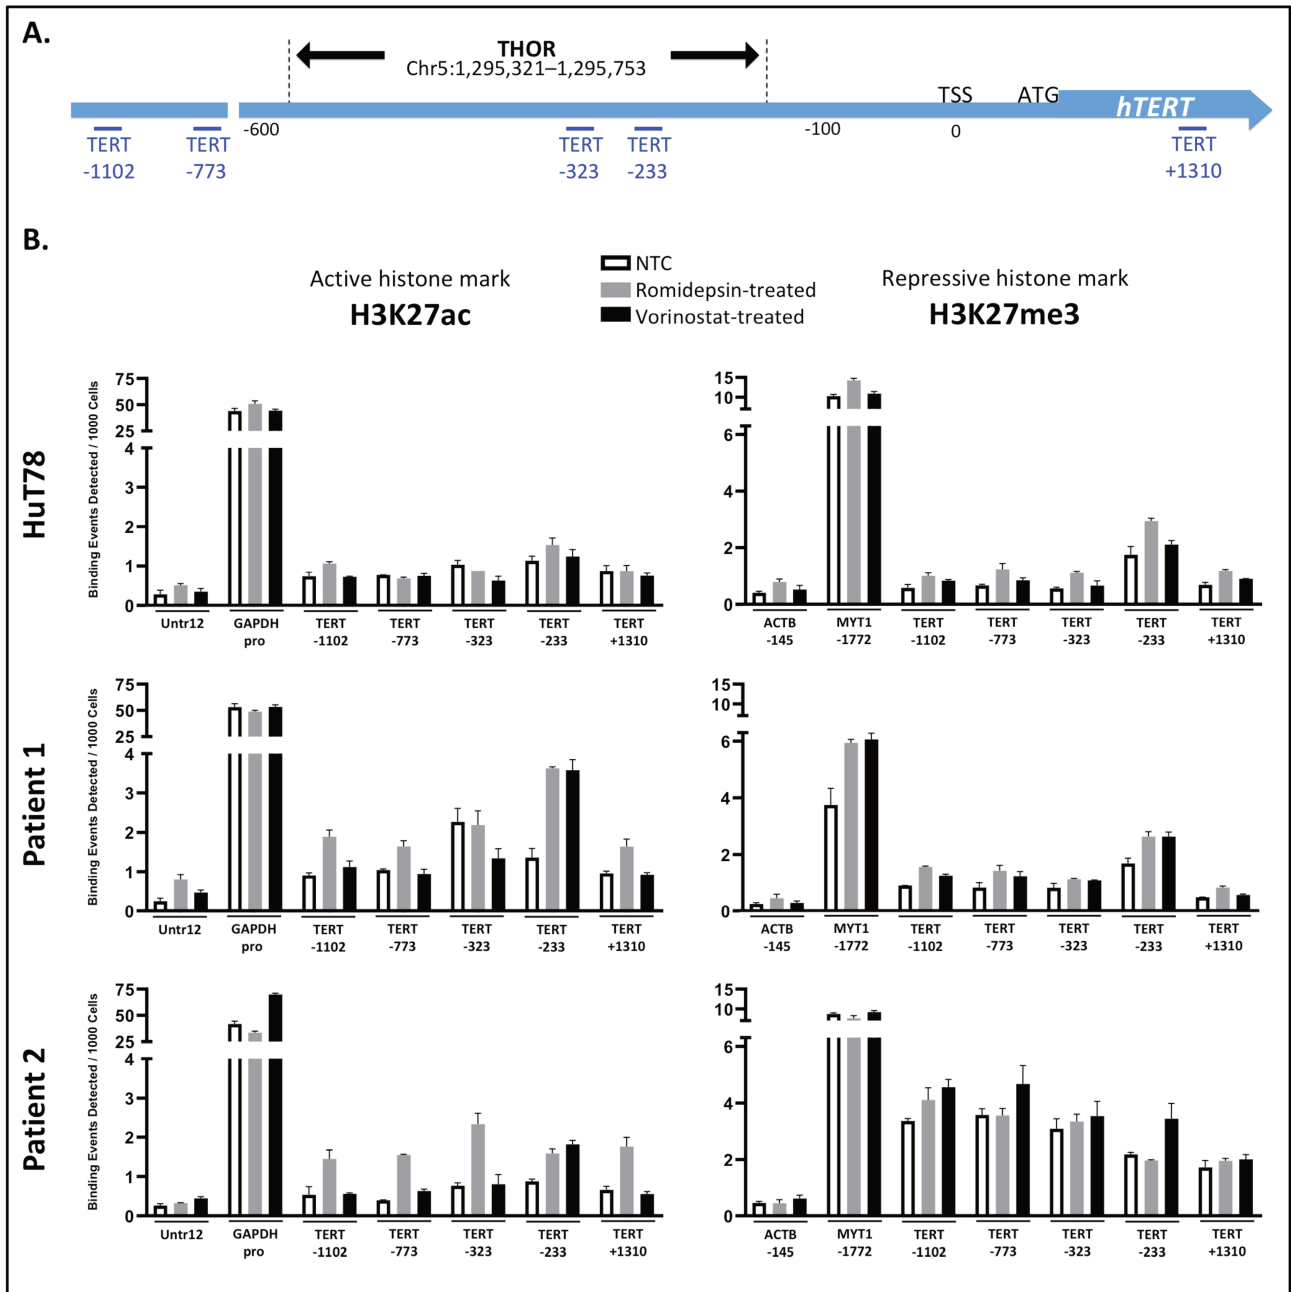 A.
THOR
Chr5:1,295,321–1,295,753
TSS
ATG
hTERT
-600
-100
0
TERT
-1102
TERT
-773
TERT
-323
TERT
-233
TERT
+1310
B.
Active histone mark
H3K27ac
NTC
Romidepsin-treated
Vorinostat-treated
Repressive histone mark
H3K27me3
HuT78
Binding Events Detected / 1000 Cells
75
50
25
4
3
2
1
0
Untr12
GAPDH
pro
TERT
-1102
TERT
-773
TERT
-323
TERT
-233
TERT
+1310
15
10
6
4
2
0
ACTB
-145
MYT1
-1772
TERT
-1102
TERT
-773
TERT
-323
TERT
-233
TERT
+1310
Patient 1
Binding Events Detected / 1000 Cells
75
50
25
4
3
2
1
0
Untr12
GAPDH
pro
TERT
-1102
TERT
-773
TERT
-323
TERT
-233
TERT
+1310
15
10
6
4
2
0
ACTB
-145
MYT1
-1772
TERT
-1102
TERT
-773
TERT
-323
TERT
-233
TERT
+1310
Patient 2
Binding Events Detected / 1000 Cells
75
50
25
4
3
2
1
0
Untr12
GAPDH
pro
TERT
-1102
TERT
-773
TERT
-323
TERT
-233
TERT
+1310
15
10
6
4
2
0
ACTB
-145
MYT1
-1772
TERT
-1102
TERT
-773
TERT
-323
TERT
-233
TERT
+1310